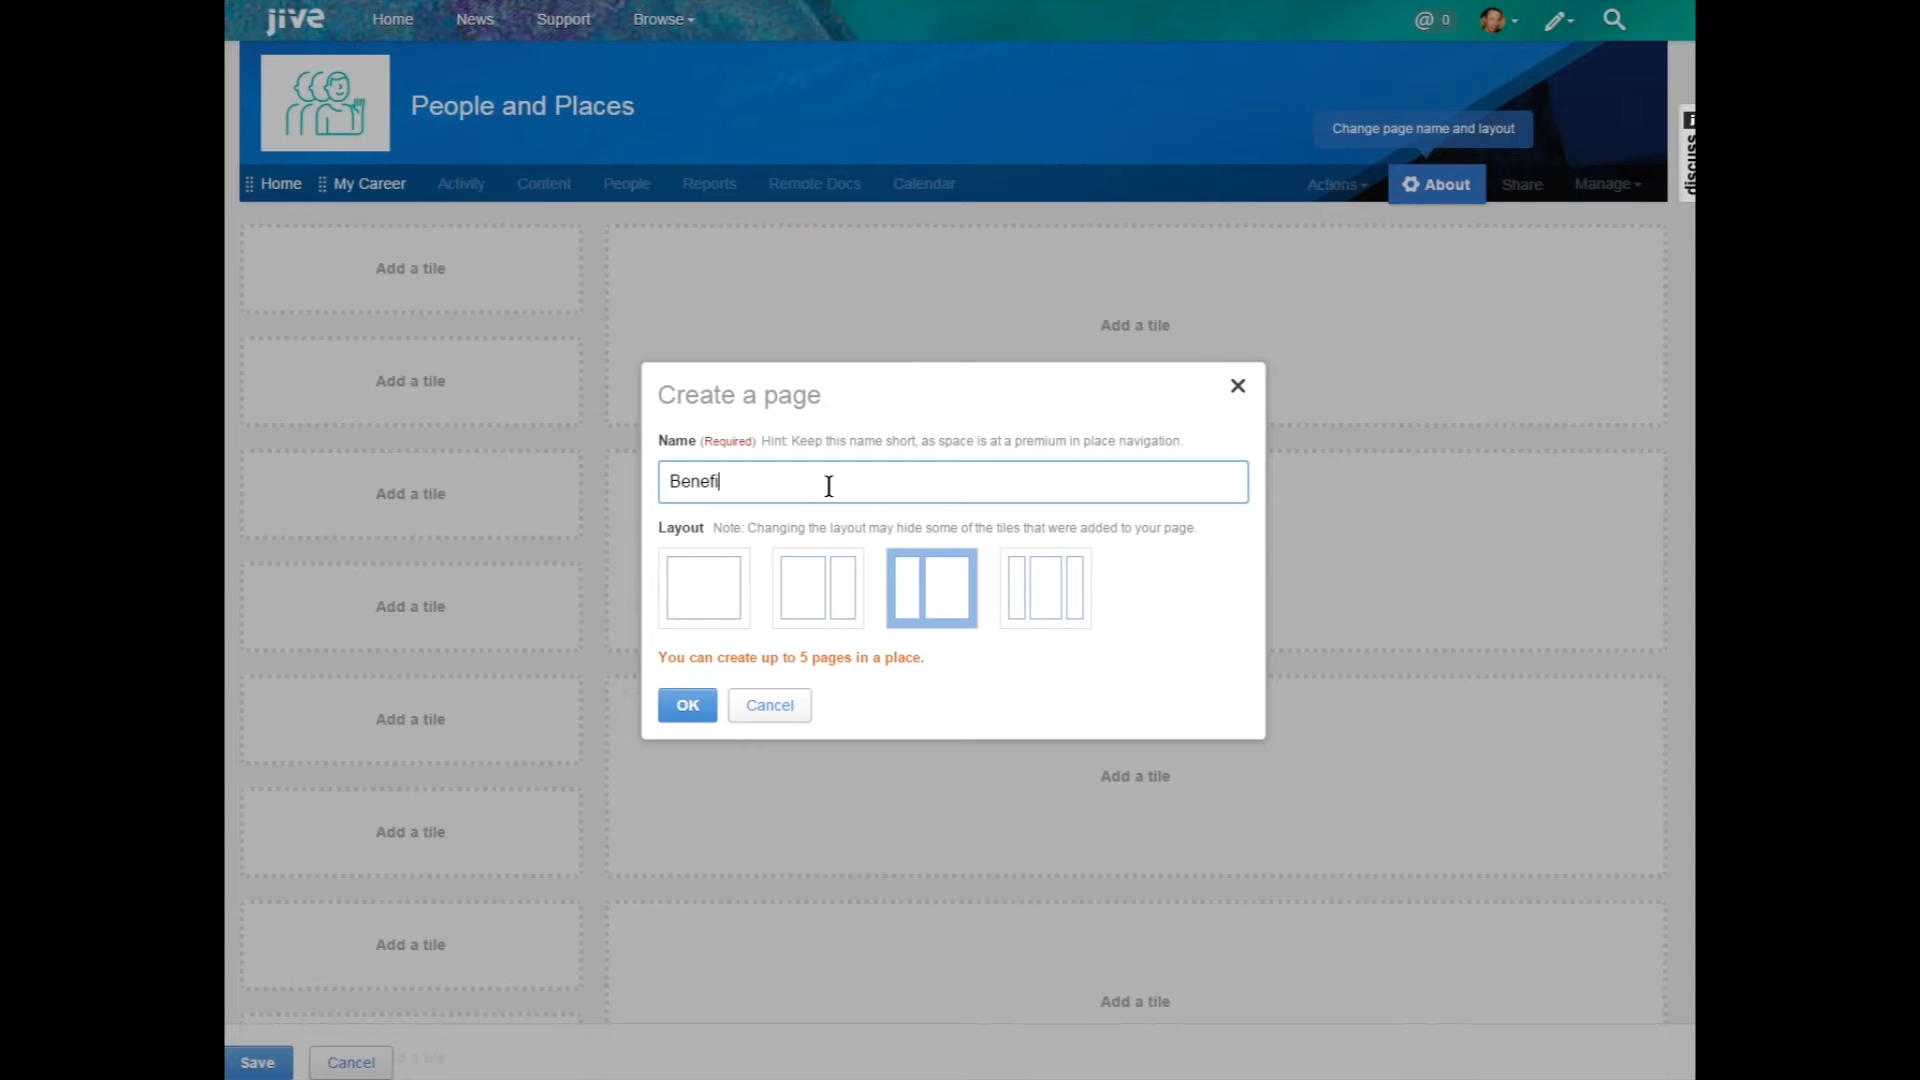 jive Home News Support Browse @ 0
People and Places
Change page name and layout
Home My Career Activity Content People Reports Remote Docs Calendar Actions About Share Manage
discuss
Add a tile
Add a tile
Add a tile
Add a tile
Create a page
Name (Required) Hint: Keep this name short, as space is at a premium in place navigation.
Benefi
Layout Note: Changing the layout may hide some of the tiles that were added to your page.
You can create up to 5 pages in a place.
OK Cancel
Add a tile
Add a tile
Add a tile
Add a tile
Add a tile
Add a tile
Save Cancel